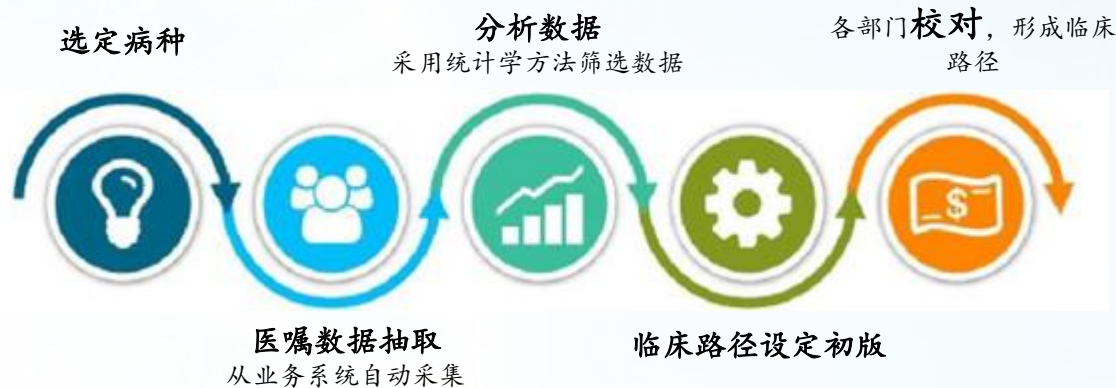 选定病种
医嘱数据抽取
从业务系统自动采集
分析数据
采用统计学方法筛选数据
临床路径设定初版
各部门校对，形成临床
路径
$